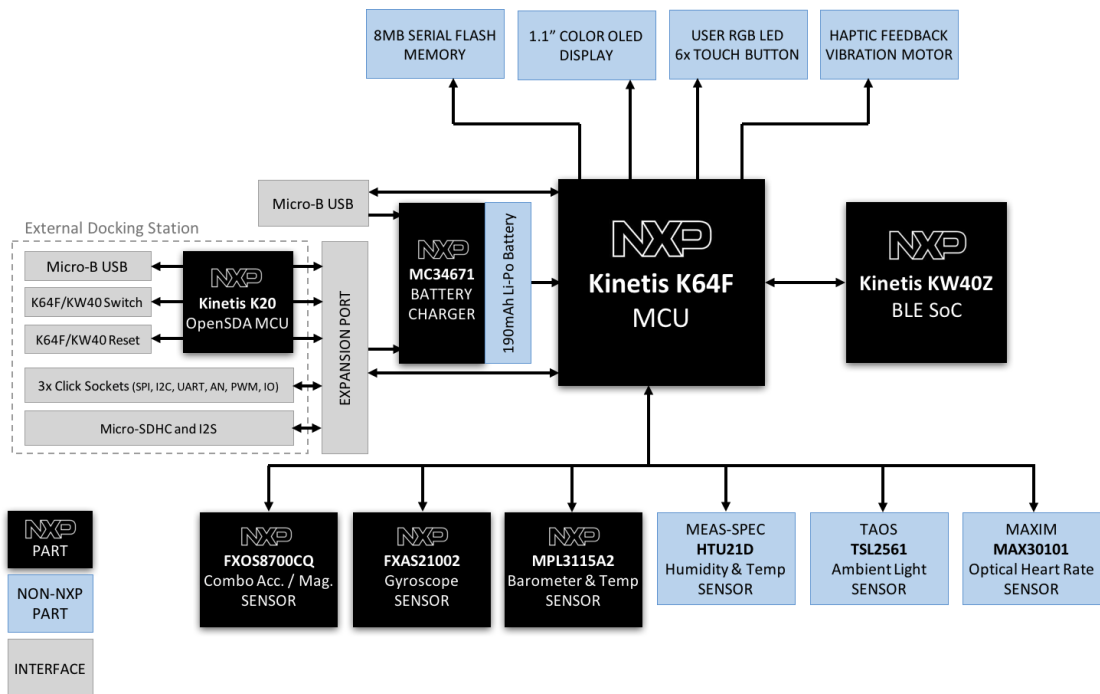 8MB SERIAL FLASH
MEMORY
1.1” COLOR OLED
DISPLAY
USER RGB LED
6x TOUCH BUTTON
HAPTIC FEEDBACK
VIBRATION MOTOR
Micro-B USB
NXP
MC34671
BATTERY
CHARGER
190mAh Li-Po Battery
NXP
Kinetis K64F
MCU
NXP
Kinetis KW40Z
BLE SoC
External Docking Station
Micro-B USB
K64F/KW40 Switch
K64F/KW40 Reset
NXP
Kinetis K20
OpenSDA MCU
3x Click Sockets (SPI, I2C, UART, AN, PWM, IO)
Micro-SDHC and I2S
EXPANSION PORT
NXP
FXOS8700CQ
Combo Acc. / Mag.
SENSOR
NXP
FXAS21002
Gyroscope
SENSOR
NXP
MPL3115A2
Barometer & Temp
SENSOR
MEAS-SPEC
HTU21D
Humidity & Temp
SENSOR
TAOS
TSL2561
Ambient Light
SENSOR
MAXIM
MAX30101
Optical Heart Rate
SENSOR
NXP
PART
NON-NXP
PART
INTERFACE